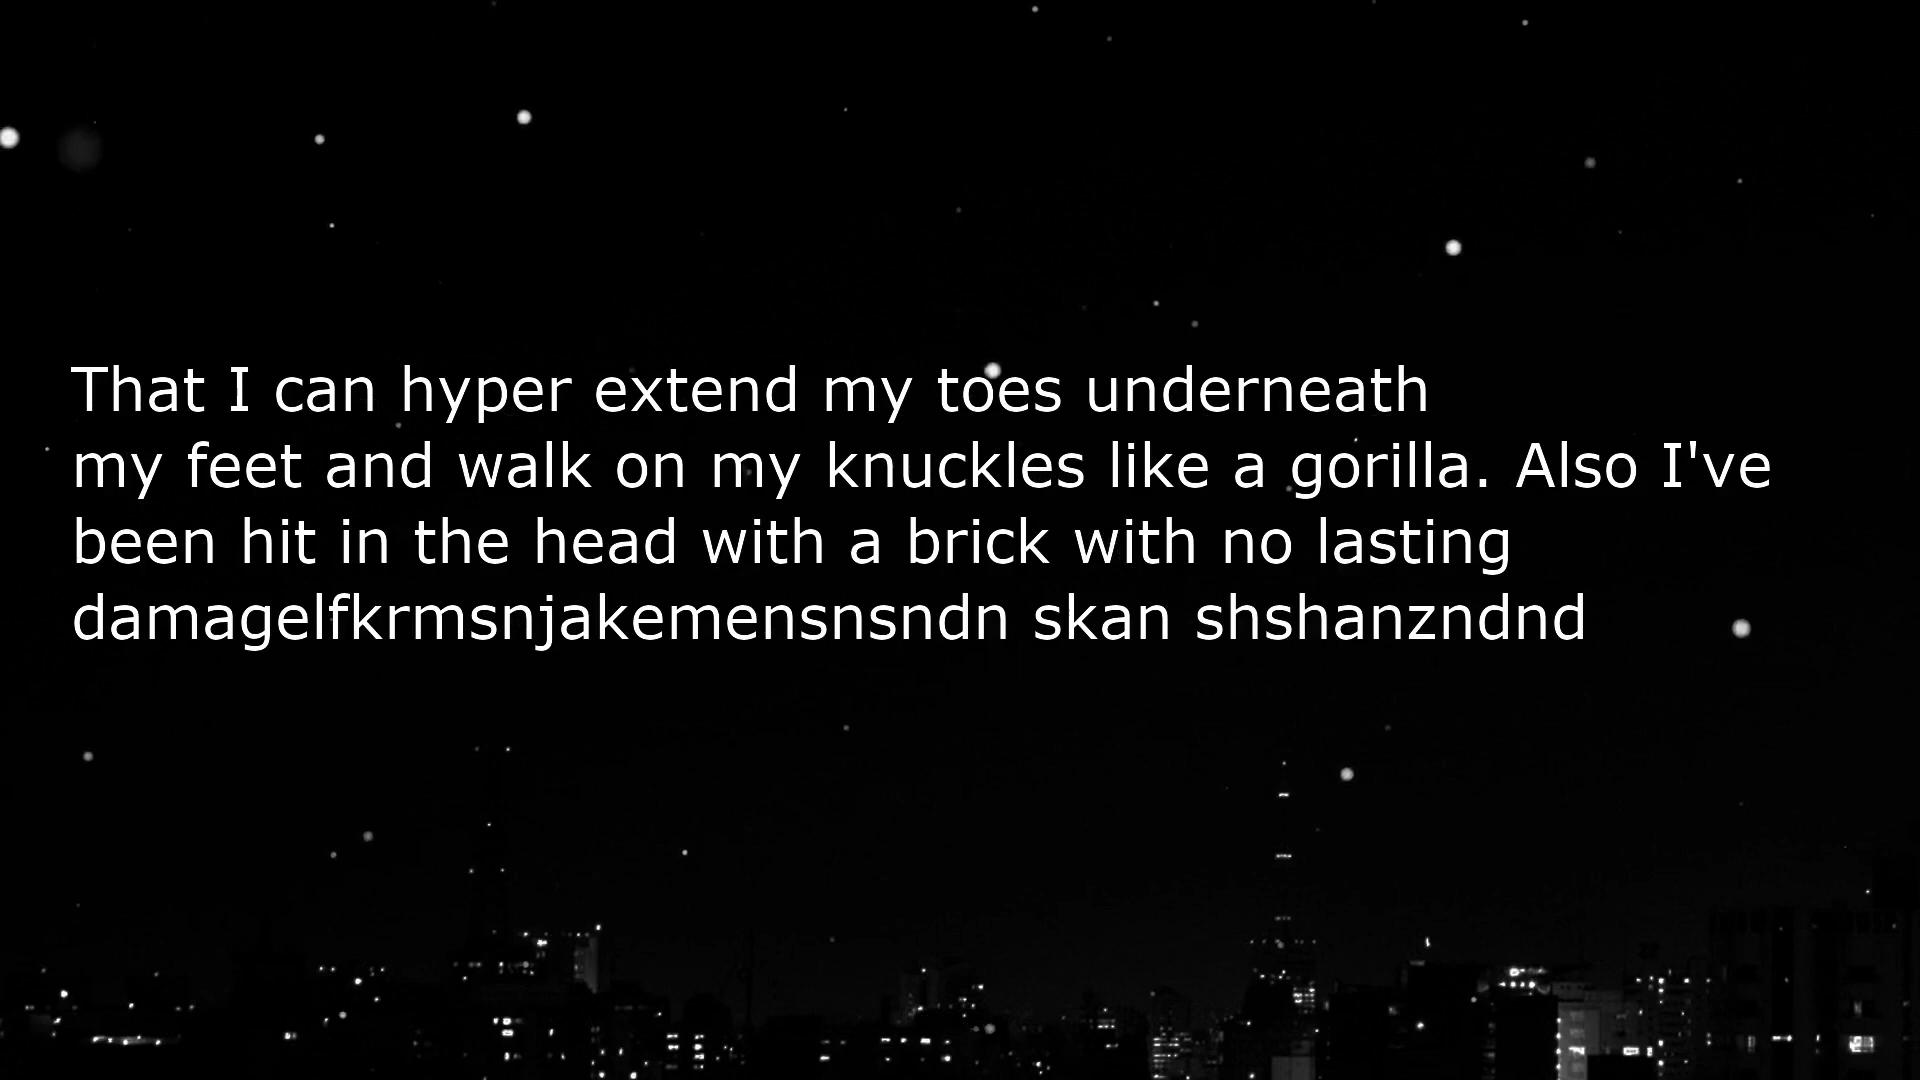 That I can hyper extend my toes underneath
my feet and walk on my knuckles like a gorilla. Also I've
been hit in the head with a brick with no lasting
damagelfkrmsnjakemensnsndn skan shshanzndnd